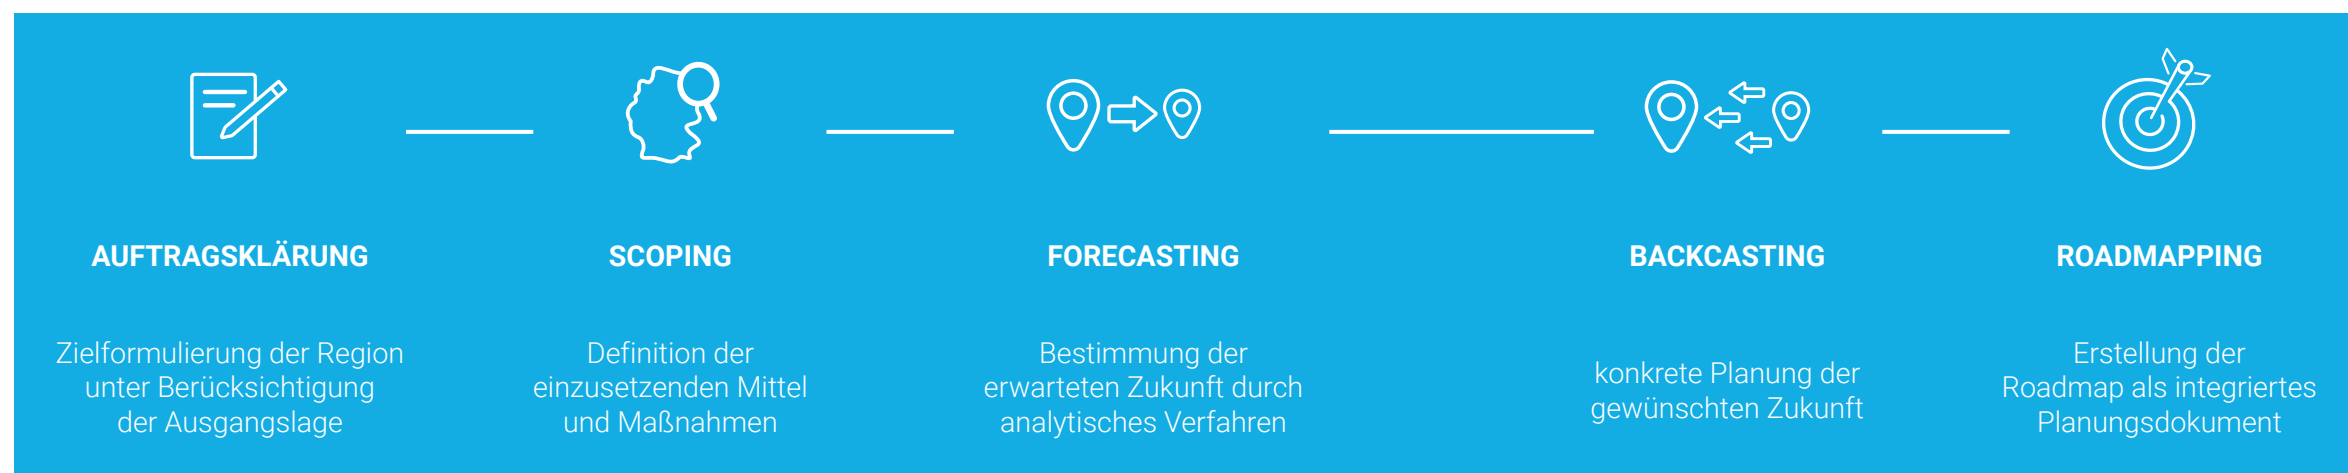 AUFTRAGSKLÄRUNG
Zielformulierung der Region
unter Berücksichtigung
der Ausgangslage
SCOPING
Definition der
einzusetzenden Mittel
und Maßnahmen
FORECASTING
Bestimmung der
erwarteten Zukunft durch
analytisches Verfahren
BACKCASTING
konkrete Planung der
gewünschten Zukunft
ROADMAPPING
Erstellung der
Roadmap als integriertes
Planungsdokument